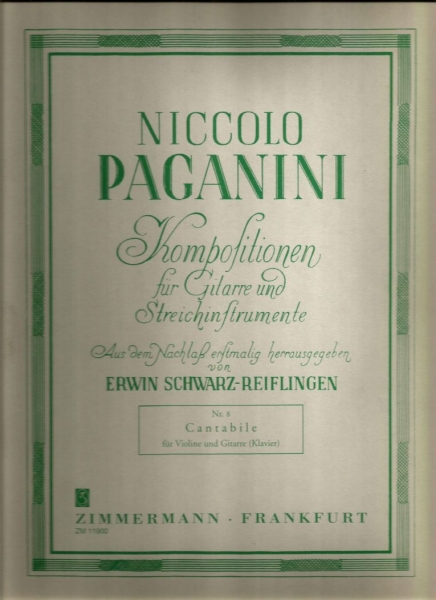 NICCOLO
PAGANINI
Kompoſitionen
für Gitarre und
Streichinſtrumente
Aus dem Nachlaß erſtmalig herausgegeben
von
ERWIN SCHWARZ-REIFLINGEN
Nr. 8
Cantabile
für Violine und Gitarre (Klavier)
ZIMMERMANN · FRANKFURT
ZM 11900